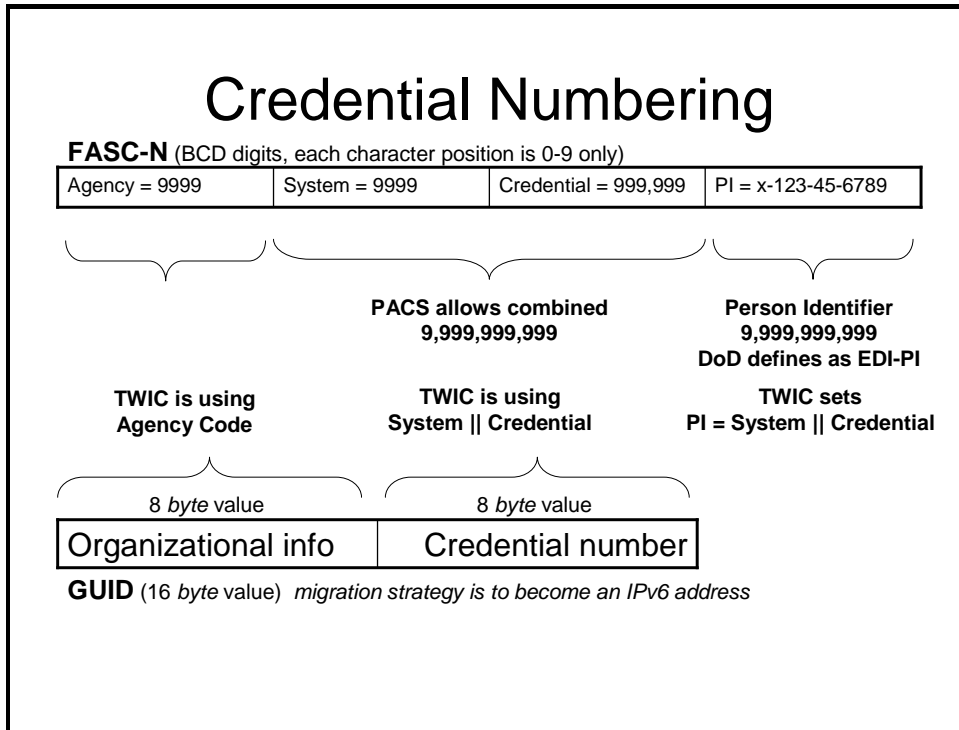 Credential Numbering
FASC-N (BCD digits, each character position is 0-9 only)
Agency = 9999 System = 9999 Credential = 999,999 PI = x-123-45-6789
PACS allows combined
9,999,999,999
Person Identifier
9,999,999,999
DoD defines as EDI-PI
TWIC is using
Agency Code
TWIC is using
System || Credential
TWIC sets
PI = System || Credential
8 byte value 8 byte value
Organizational info Credential number
GUID (16 byte value) migration strategy is to become an IPv6 address